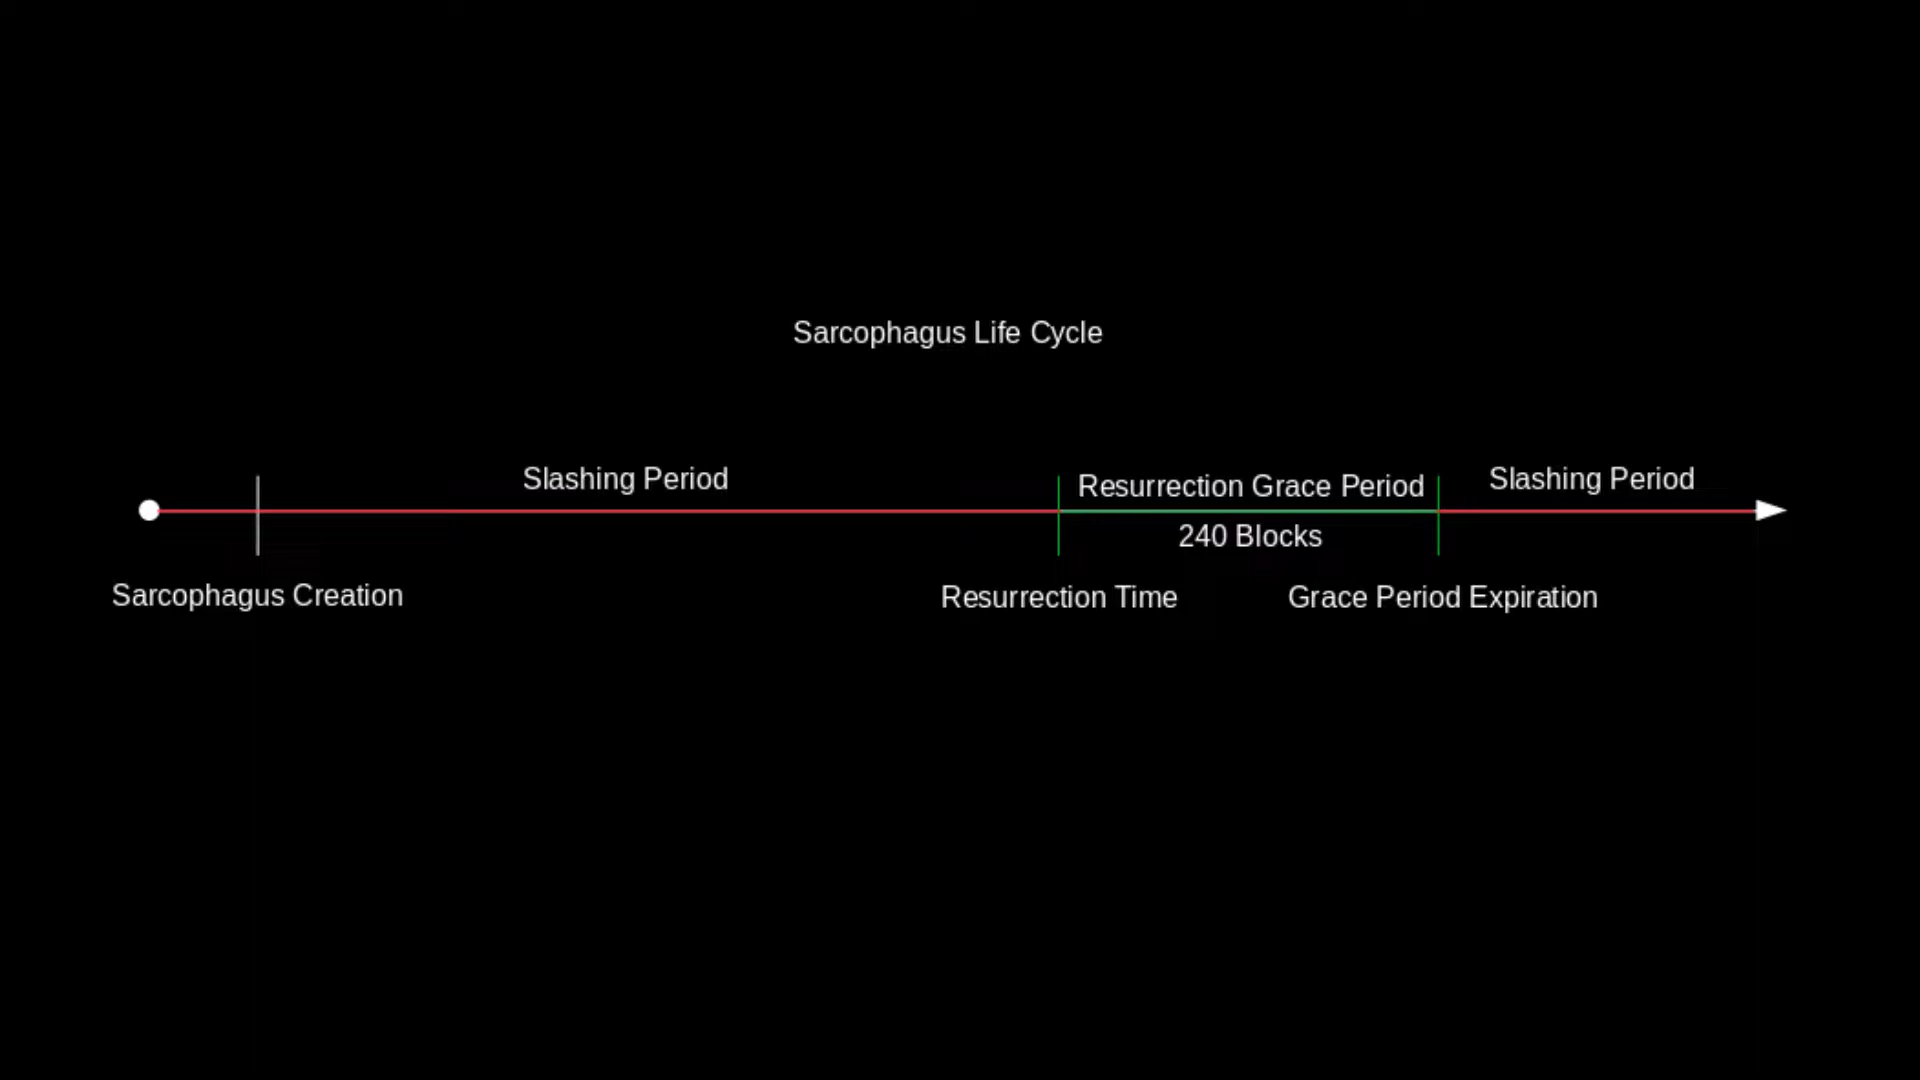 Sarcophagus Life Cycle
Slashing Period
Resurrection Grace Period
Slashing Period
240 Blocks
Sarcophagus Creation
Resurrection Time
Grace Period Expiration